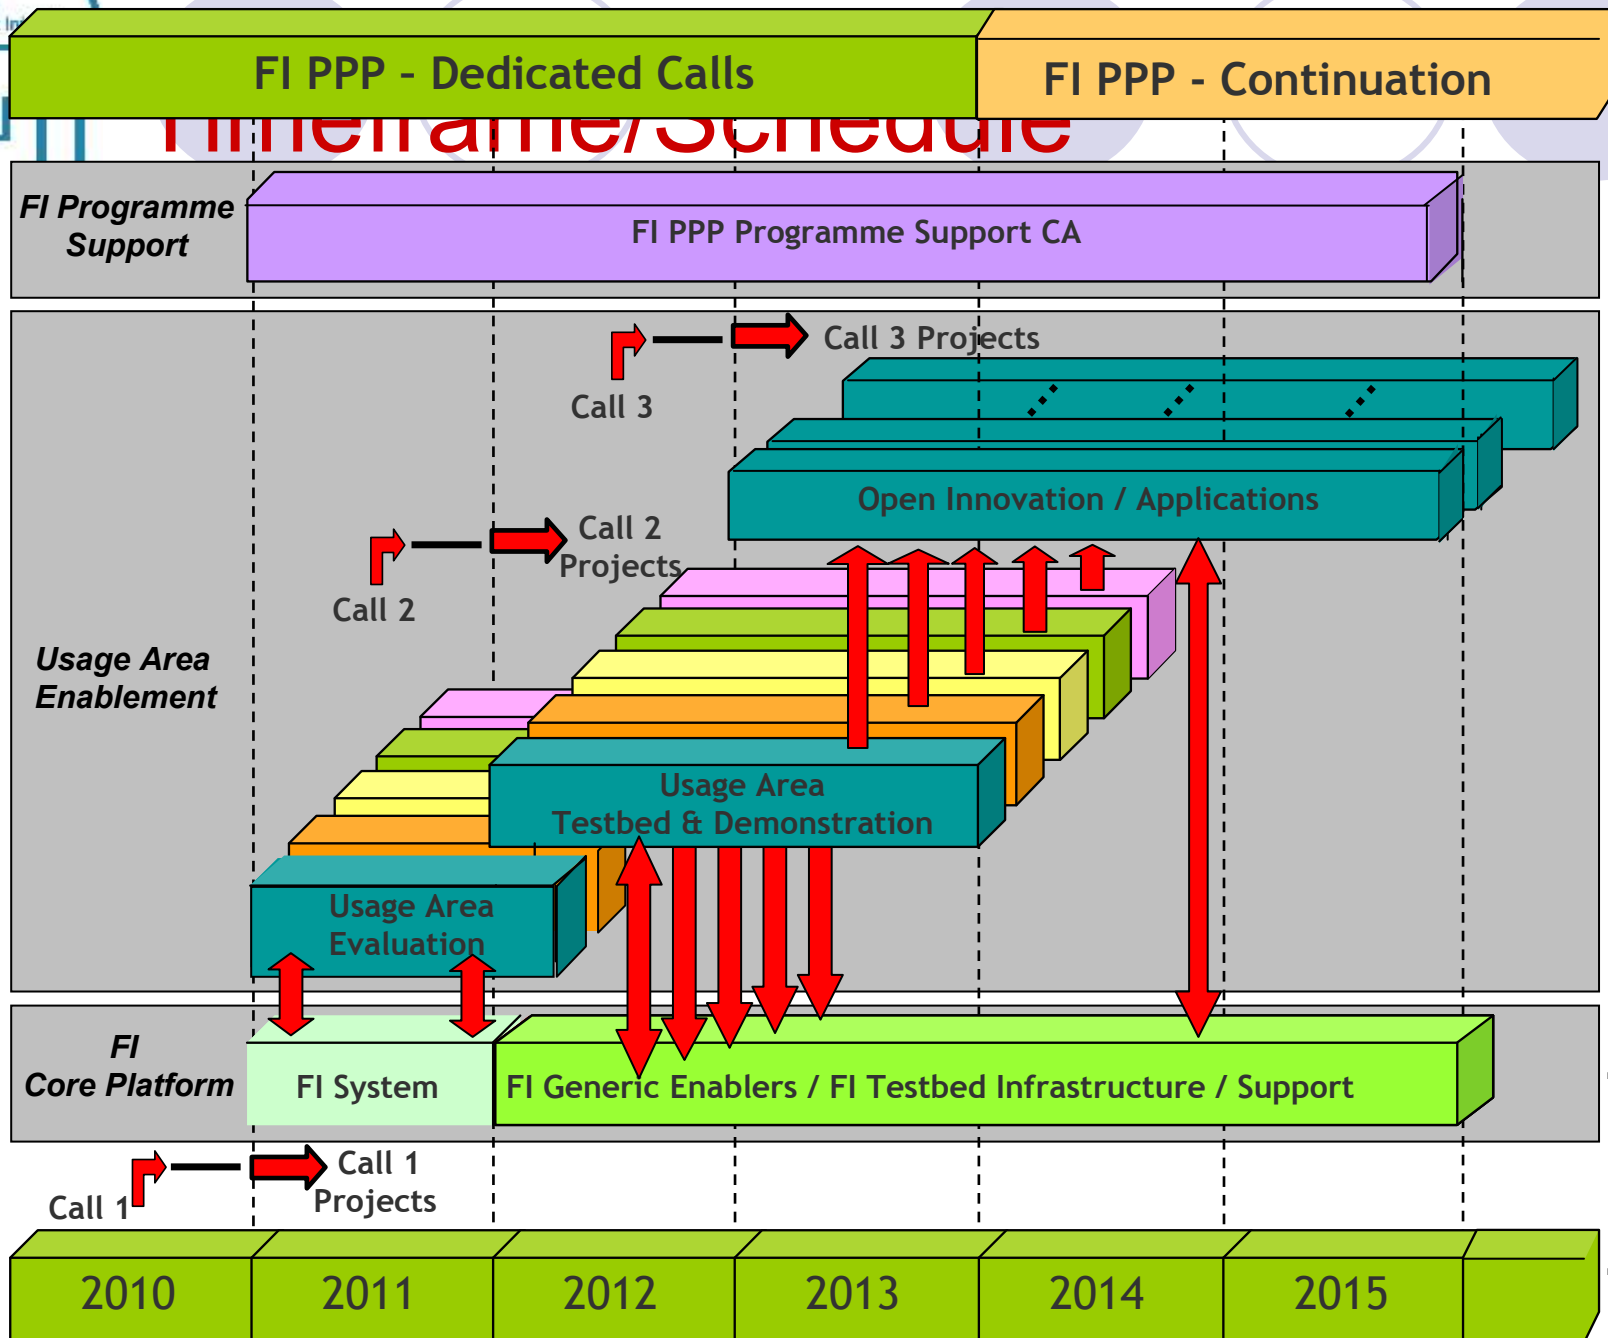 FI PPP - Dedicated Calls
FI PPP - Continuation
Timeframe/Schedule
FI Programme
Support
FI PPP Programme Support CA
Call 3 Projects
Call 3
Open Innovation / Applications
Call 2
Projects
Call 2
Usage Area
Enablement
Usage Area
Testbed & Demonstration
Usage Area
Evaluation
FI
Core Platform
FI System
FI Generic Enablers / FI Testbed Infrastructure / Support
Call 1
Projects
Call 1
2010
2011
2012
2013
2014
2015